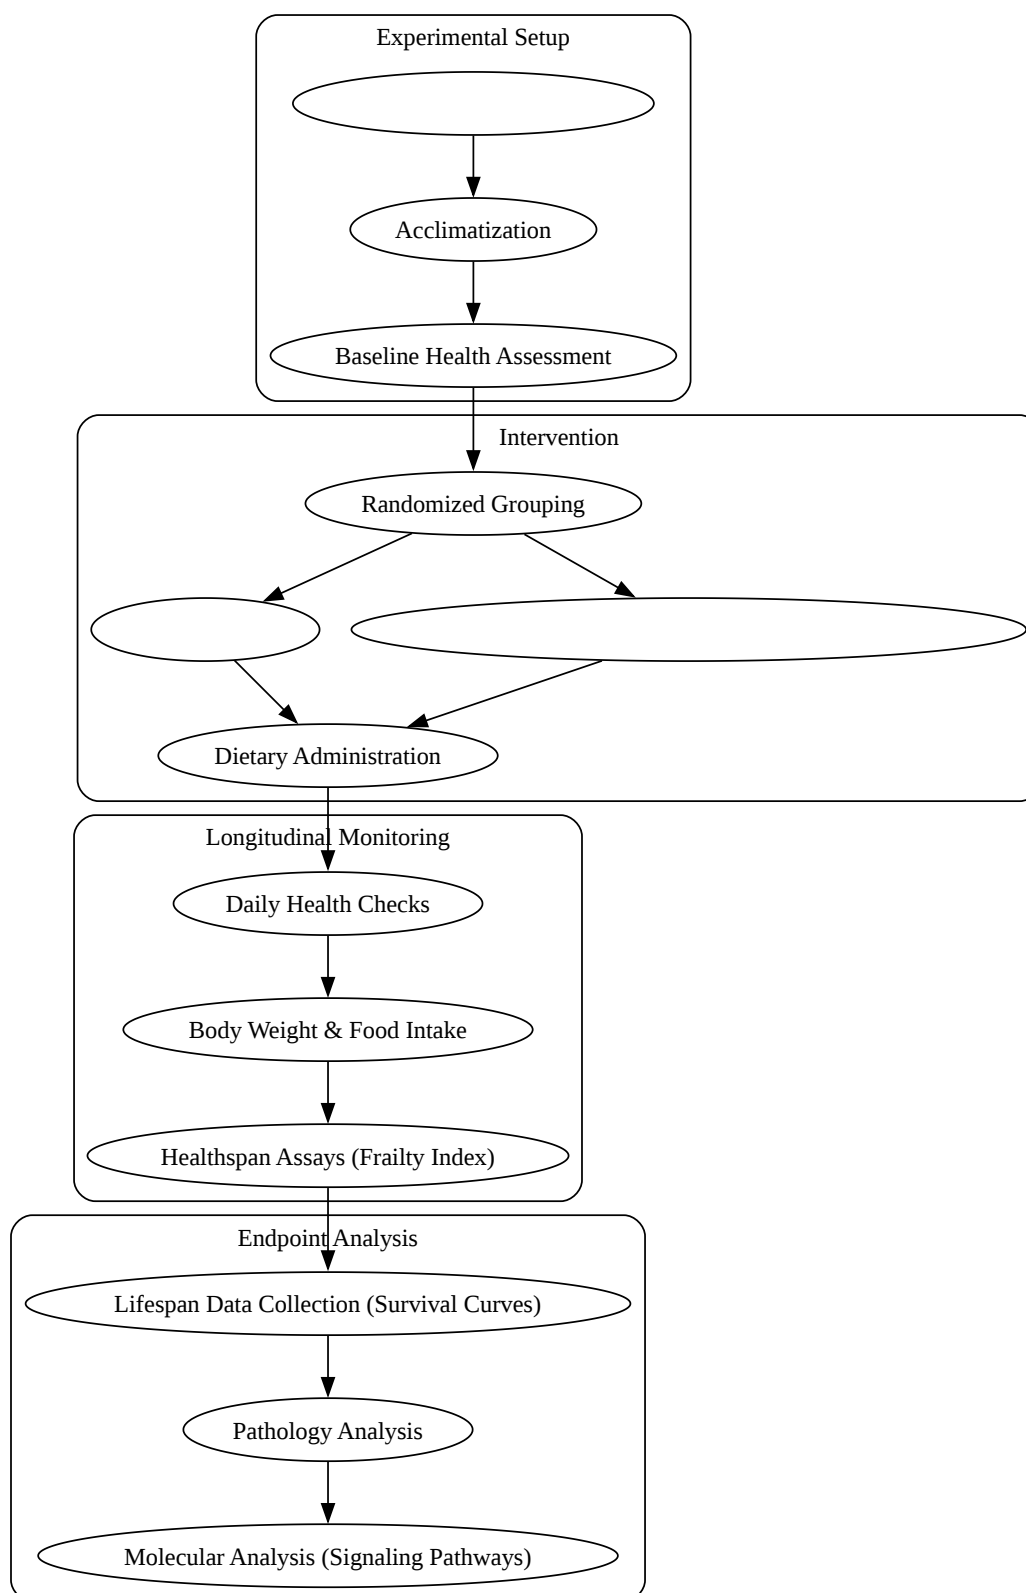 Experimental Setup
Acclimatization
Baseline Health Assessment
Intervention
Randomized Grouping
Dietary Administration
Longitudinal Monitoring
Daily Health Checks
Body Weight & Food Intake
Healthspan Assays (Frailty Index)
Endpoint Analysis
Lifespan Data Collection (Survival Curves)
Pathology Analysis
Molecular Analysis (Signaling Pathways)